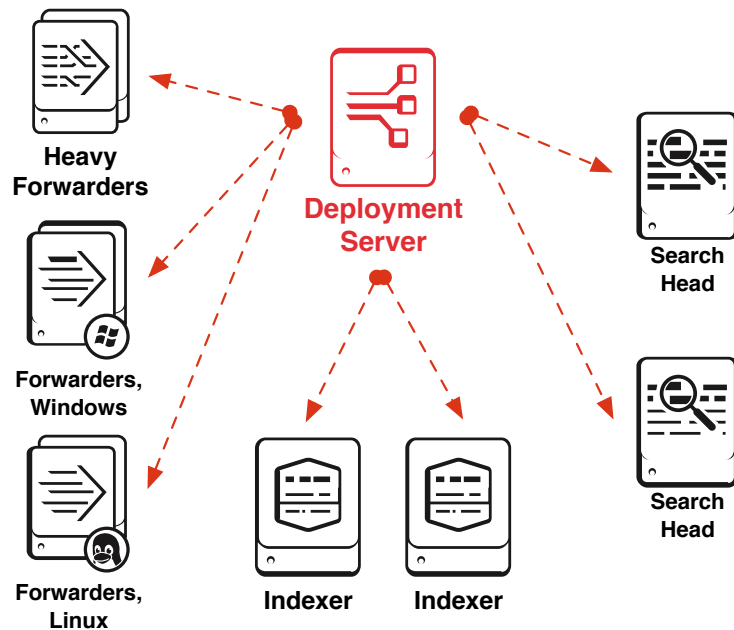 Heavy
Forwarders
Deployment
Server
Search
Head
Forwarders,
Windows
Search
Head
Forwarders,
Linux
Indexer
Indexer